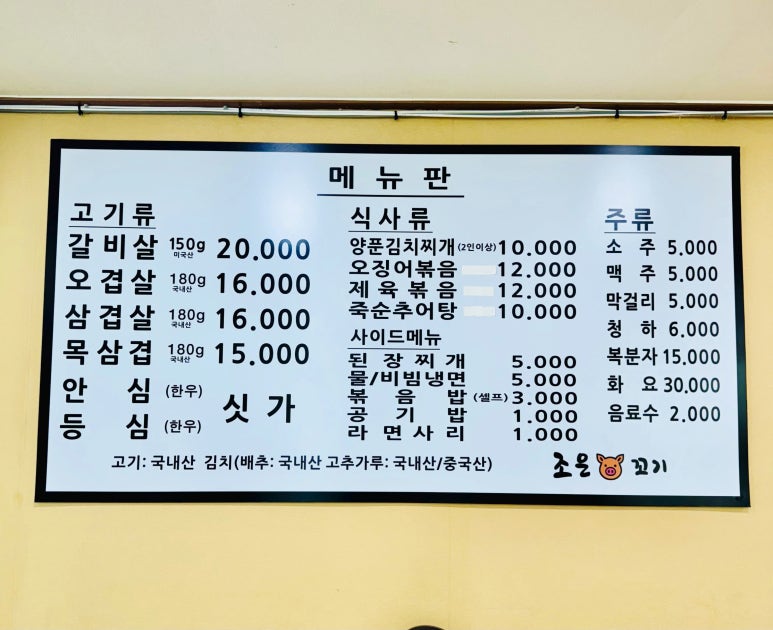 메뉴판
고기류
갈비살 150g 미국산 20.000
오겹살 180g 국내산 16.000
삼겹살 180g 국내산 16.000
목삼겹 180g 국내산 15.000
안심 (한우)
등심 (한우)
싯가
식사류
양푼김치찌개(2인이상) 10.000
오징어볶음 12.000
제육볶음 12.000
죽순추어탕 10.000
사이드메뉴
된장찌개 5.000
물/비빔냉면 5.000
볶음밥 (셀프) 3.000
공기밥 1.000
라면사리 1.000
주류
소주 5.000
맥주 5.000
막걸리 5.000
청하 6.000
복분자 15.000
화요 30.000
음료수 2.000
고기: 국내산 김치(배추: 국내산 고추가루: 국내산/중국산)
조은 꼬기